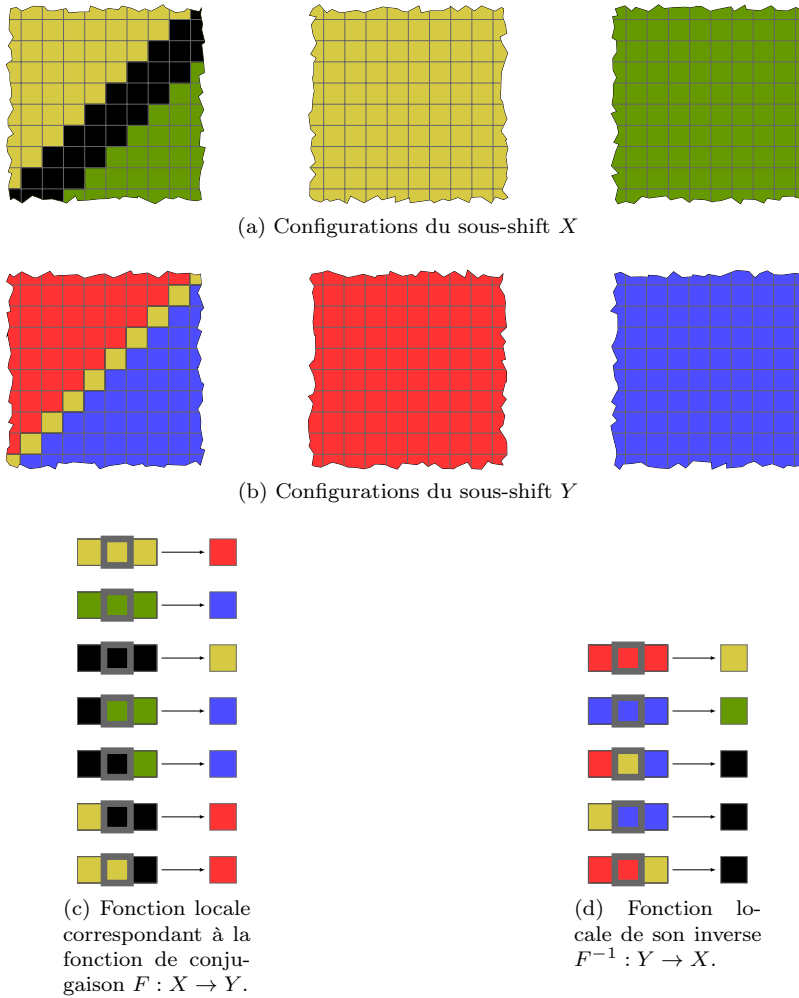 (a) Configurations du sous-shift X
(b) Configurations du sous-shift Y
(c) Fonction locale
correspondant à la
fonction de conju-
gaison F : X → Y.
(d) Fonction lo-
cale de son inverse
F⁻¹ : Y → X.